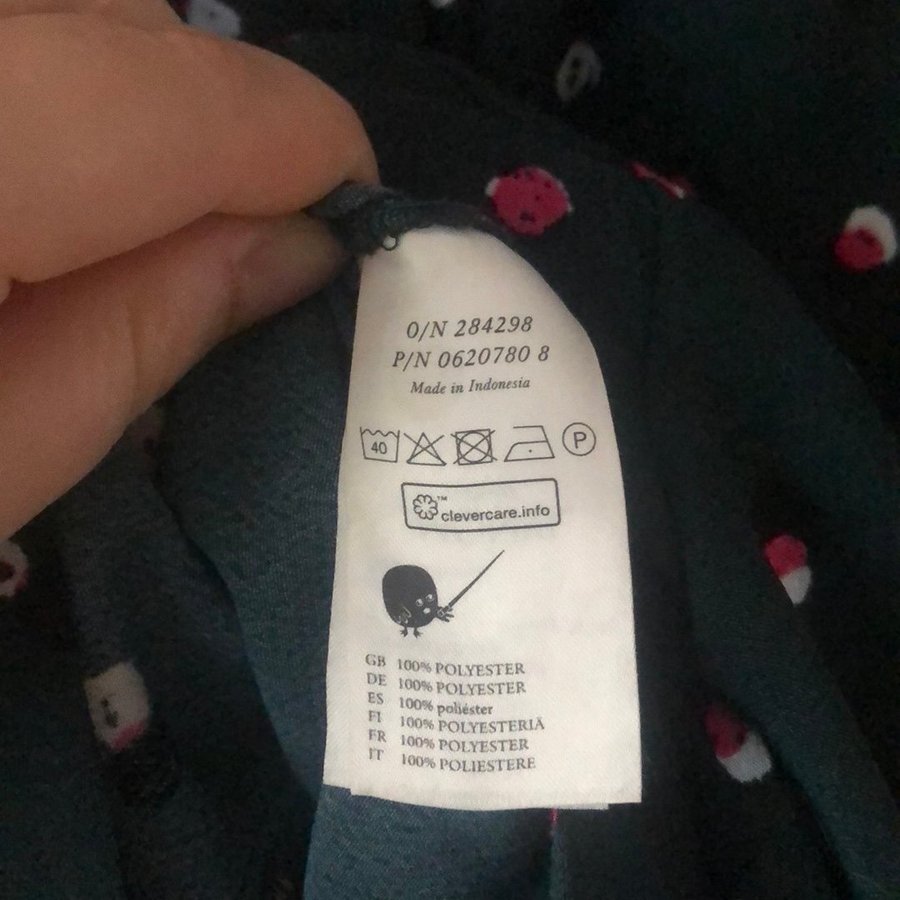 O/N 284298
P/N 0620780 8
Made in Indonesia
40
P
™
clevercare.info
GB 100% POLYESTER
DE 100% POLYESTER
ES 100% poliéster
FI 100% POLYESTERIÄ
FR 100% POLYESTER
IT 100% POLIESTERE